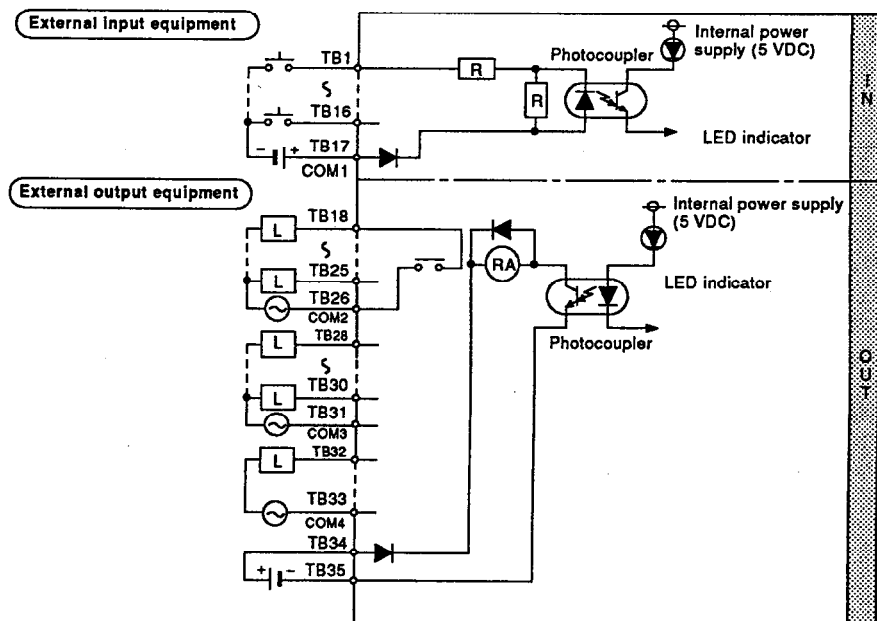 External input equipment
TB1
TB16
− +
TB17
COM1
R
R
Photocoupler
Internal power
supply (5 VDC)
LED indicator
IN
External output equipment
TB18
L
TB25
L
TB26
COM2
TB28
L
TB30
L
TB31
COM3
TB32
L
TB33
COM4
TB34
+ −
TB35
RA
Internal power supply
(5 VDC)
LED indicator
Photocoupler
OUT